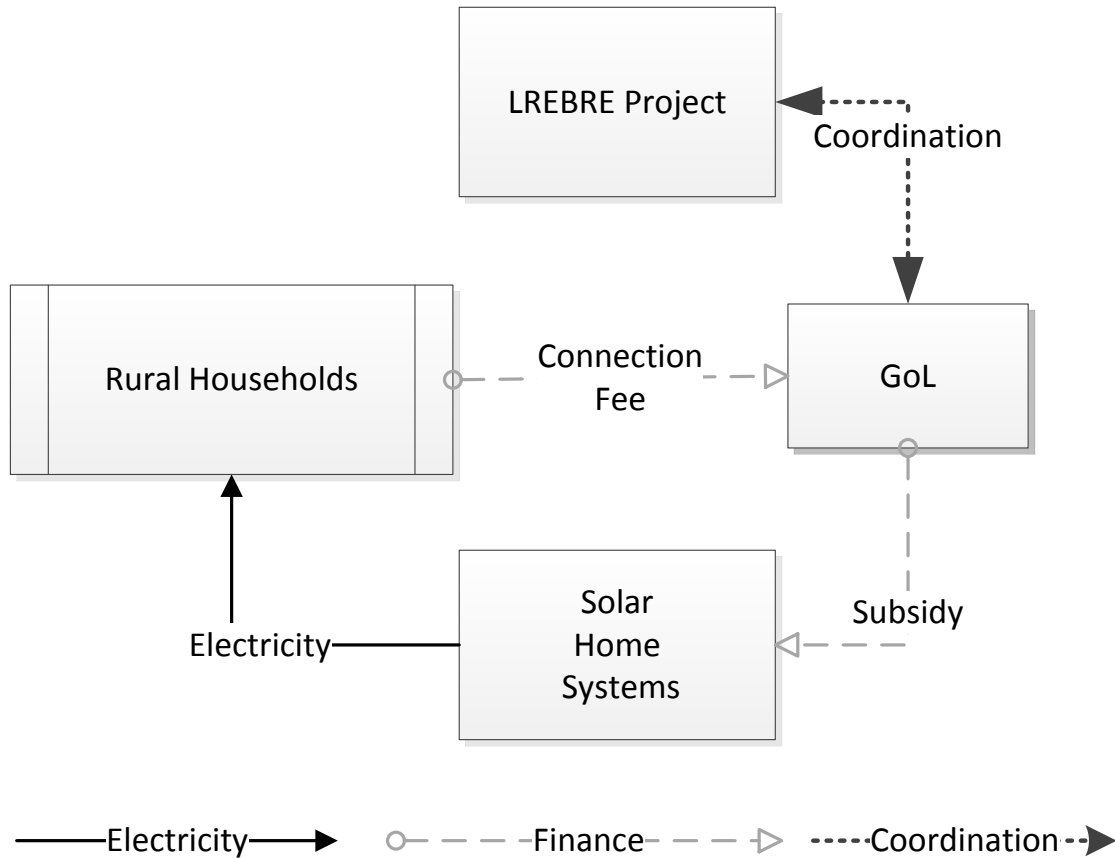 LREBRE Project
Coordination
Rural Households
Connection
Fee
GoL
Solar
Home
Systems
Subsidy
Electricity
Electricity
Finance
Coordination